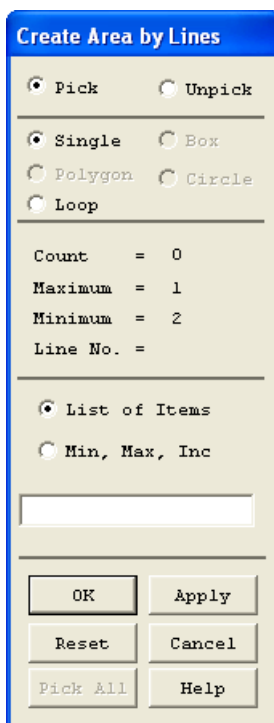 Create Area by Lines
Pick Unpick
Single Box
Polygon Circle
Loop
Count = 0
Maximum = 1
Minimum = 2
Line No. =
List of Items
Min, Max, Inc
OK Apply
Reset Cancel
Pick All Help